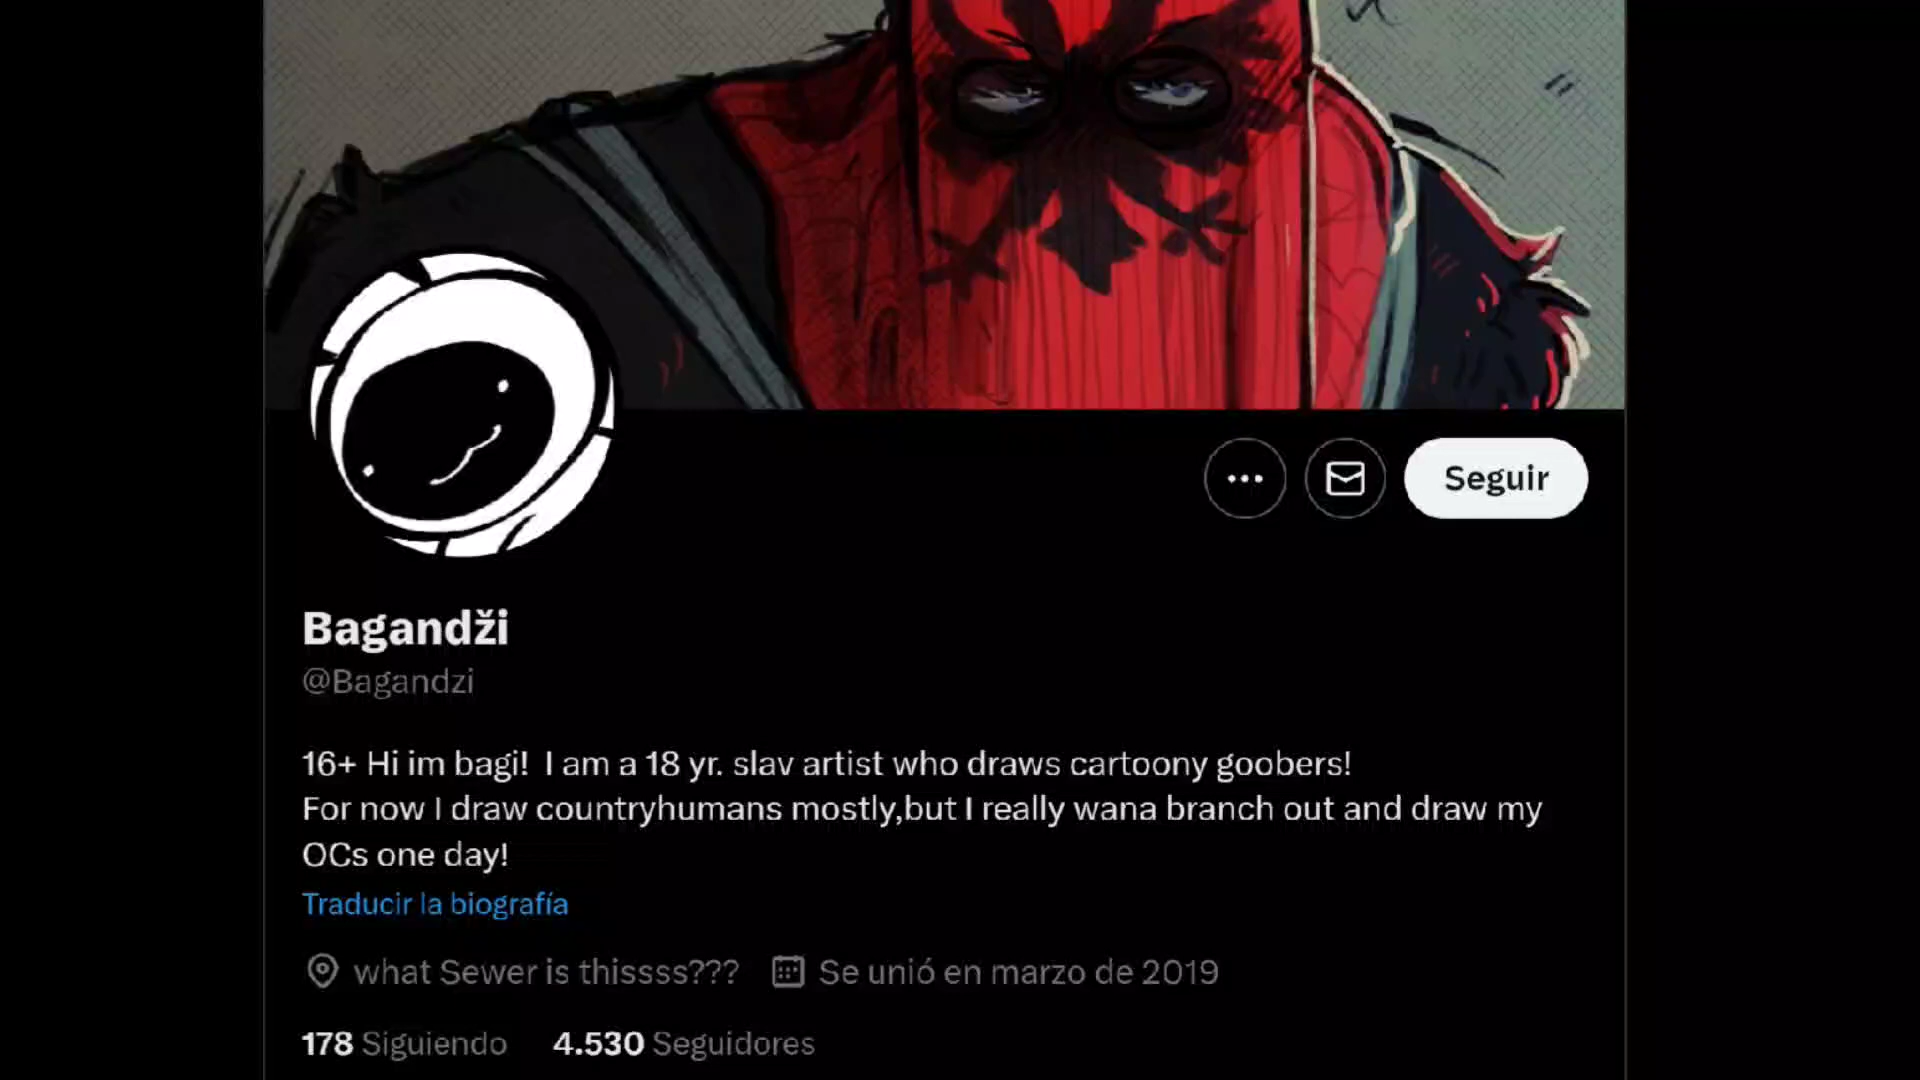 Seguir
Bagandži
@Bagandzi
16+ Hi im bagi! I am a 18 yr. slav artist who draws cartoony goobers!
For now I draw countryhumans mostly,but I really wana branch out and draw my
OCs one day!
Traducir la biografía
what Sewer is thissss??? Se unió en marzo de 2019
178 Siguiendo 4.530 Seguidores